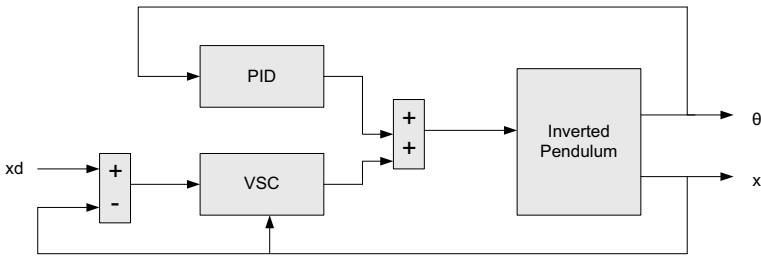 PID
+
+
Inverted
Pendulum
θ
xd
+
-
VSC
x